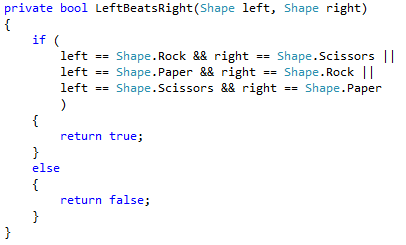 private bool LeftBeatsRight(Shape left, Shape right)
{
    if (
        left == Shape.Rock && right == Shape.Scissors ||
        left == Shape.Paper && right == Shape.Rock ||
        left == Shape.Scissors && right == Shape.Paper
        )
    {
        return true;
    }
    else
    {
        return false;
    }
}